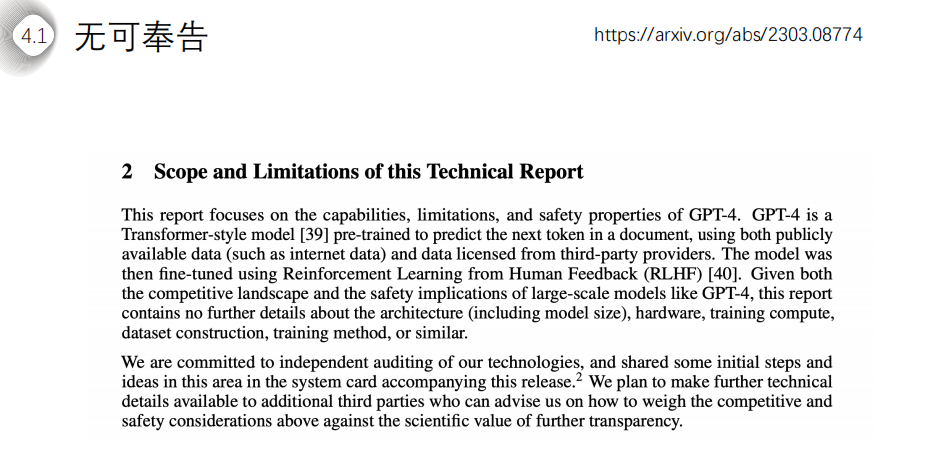 4.1 无可奉告
https://arxiv.org/abs/2303.08774
2 Scope and Limitations of this Technical Report
This report focuses on the capabilities, limitations, and safety properties of GPT-4. GPT-4 is a
Transformer-style model [39] pre-trained to predict the next token in a document, using both publicly
available data (such as internet data) and data licensed from third-party providers. The model was
then fine-tuned using Reinforcement Learning from Human Feedback (RLHF) [40]. Given both
the competitive landscape and the safety implications of large-scale models like GPT-4, this report
contains no further details about the architecture (including model size), hardware, training compute,
dataset construction, training method, or similar.
We are committed to independent auditing of our technologies, and shared some initial steps and
ideas in this area in the system card accompanying this release.2 We plan to make further technical
details available to additional third parties who can advise us on how to weigh the competitive and
safety considerations above against the scientific value of further transparency.